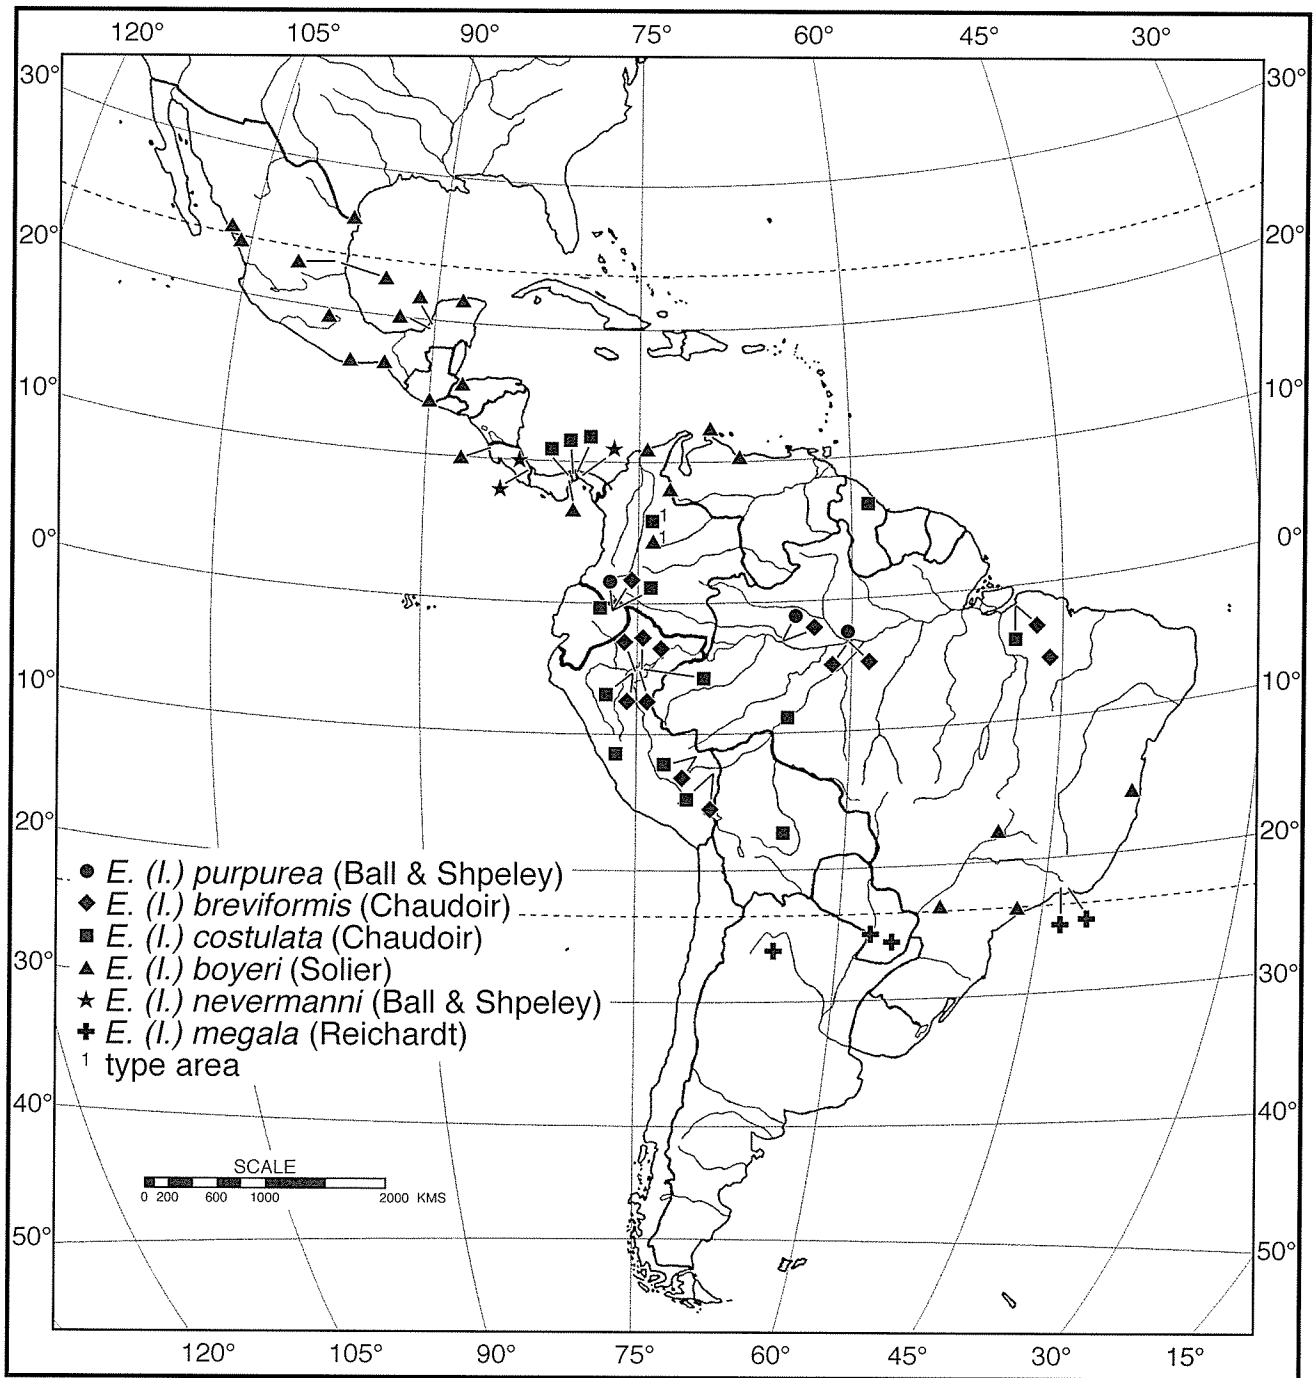 120° 105° 90° 75° 60° 45° 30°
30° 30°
20° 20°
10° 10°
0° 0°
1
1
10° 10°
20° 20°
E. (I.) purpurea (Ball & Shpeley)
E. (I.) breviformis (Chaudoir)
E. (I.) costulata (Chaudoir)
E. (I.) boyeri (Solier)
30° 30°
E. (I.) nevermanni (Ball & Shpeley)
E. (I.) megala (Reichardt)
1 type area
40° 40°
SCALE
0 200 600 1000 2000 KMS
50° 50°
120° 105° 90° 75° 60° 45° 30° 15°